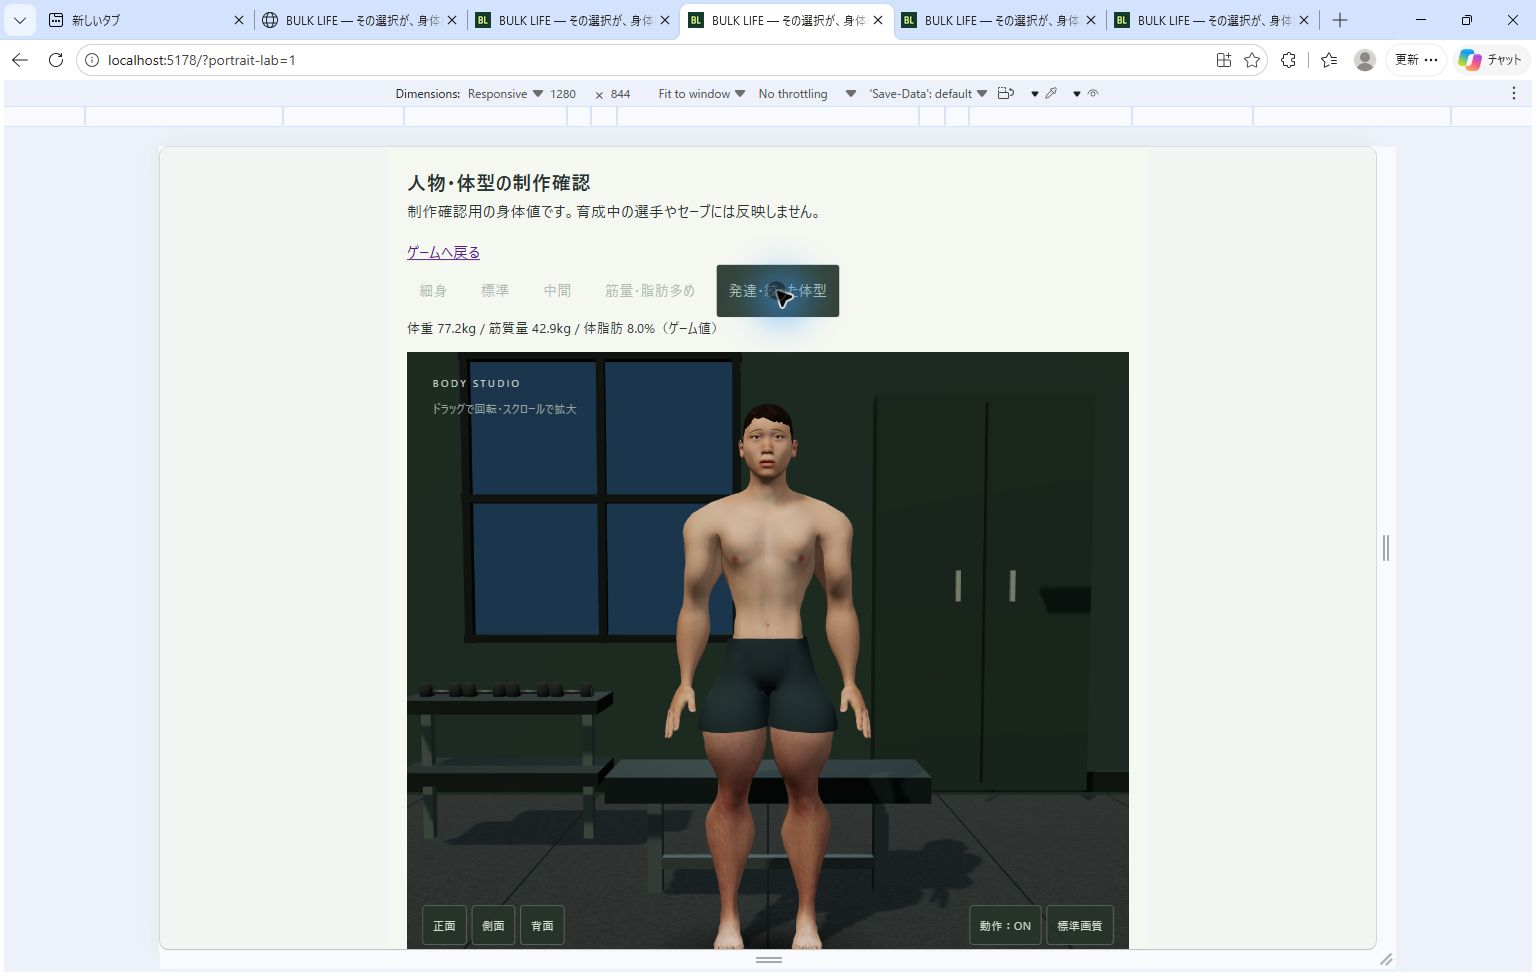 新しいタブ
BULK LIFE — その選択が、身体
BULK LIFE — その選択が、身体
BULK LIFE — その選択が、身体
BULK LIFE — その選択が、身体
BULK LIFE — その選択が、身体
localhost:5178/?portrait-lab=1
更新
チャット
Dimensions: Responsive 1280 × 844 Fit to window No throttling 'Save-Data': default
人物・体型の制作確認
制作確認用の身体値です。育成中の選手やセーブには反映しません。
ゲームへ戻る
細身 標準 中間 筋量・脂肪多め 発達・絞った体型
体重 77.2kg / 筋質量 42.9kg / 体脂肪 8.0%（ゲーム値）
BODY STUDIO
ドラッグで回転・スクロールで拡大
正面 側面 背面 動作：ON 標準画質